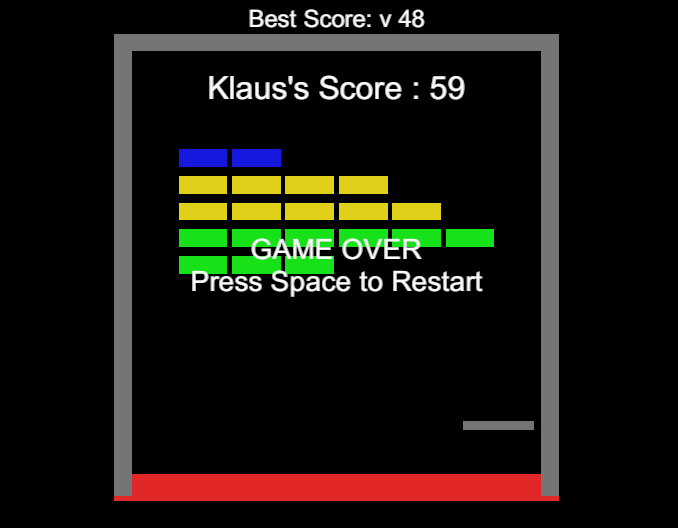 Best Score: v 48
Klaus's Score : 59
GAME OVER
Press Space to Restart